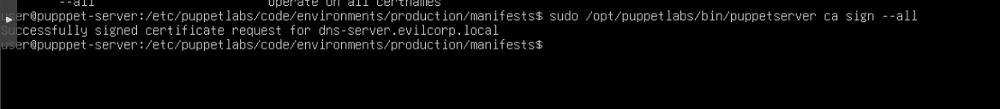 --all operate on all certnames
user@pupppet-server:/etc/puppetlabs/code/environments/production/manifests$ sudo /opt/puppetlabs/bin/puppetserver ca sign --all
Successfully signed certificate request for dns-server.evilcorp.local
user@pupppet-server:/etc/puppetlabs/code/environments/production/manifests$